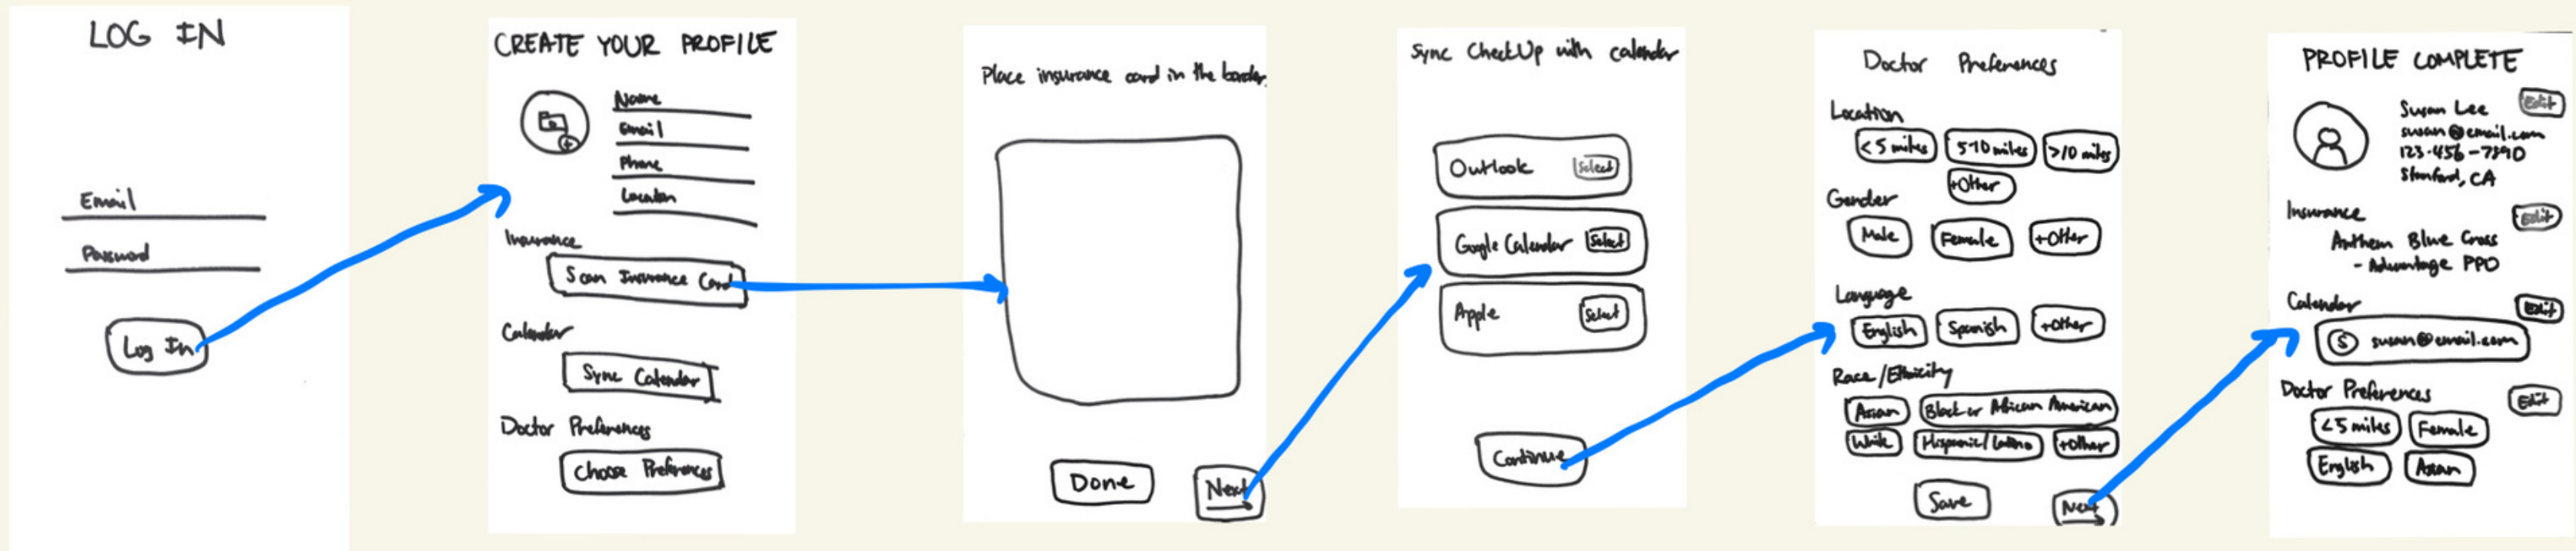 LOG IN
Email
Password
Log In
CREATE YOUR PROFILE
Name
Email
Phone
Location
Insurance
Scan Insurance Card
Calendar
Sync Calendar
Doctor Preferences
Choose Preferences
Place insurance card in the border
Done
Next
Sync CheckUp with calendar
Outlook Select
Google Calendar Select
Apple Select
Continue
Doctor Preferences
Location
<5 miles 5-10 miles >10 miles
+Other
Gender
Male Female +Other
Language
English Spanish +Other
Race/Ethnicity
Asian Black or African American
White Hispanic/Latino +Other
Save Next
PROFILE COMPLETE
Susan Lee Edit
susan@email.com
123-456-7890
Stanford, CA
Insurance Edit
Anthem Blue Cross
- Advantage PPO
Calendar Edit
S susan@email.com
Doctor Preferences Edit
<5 miles Female
English Asian